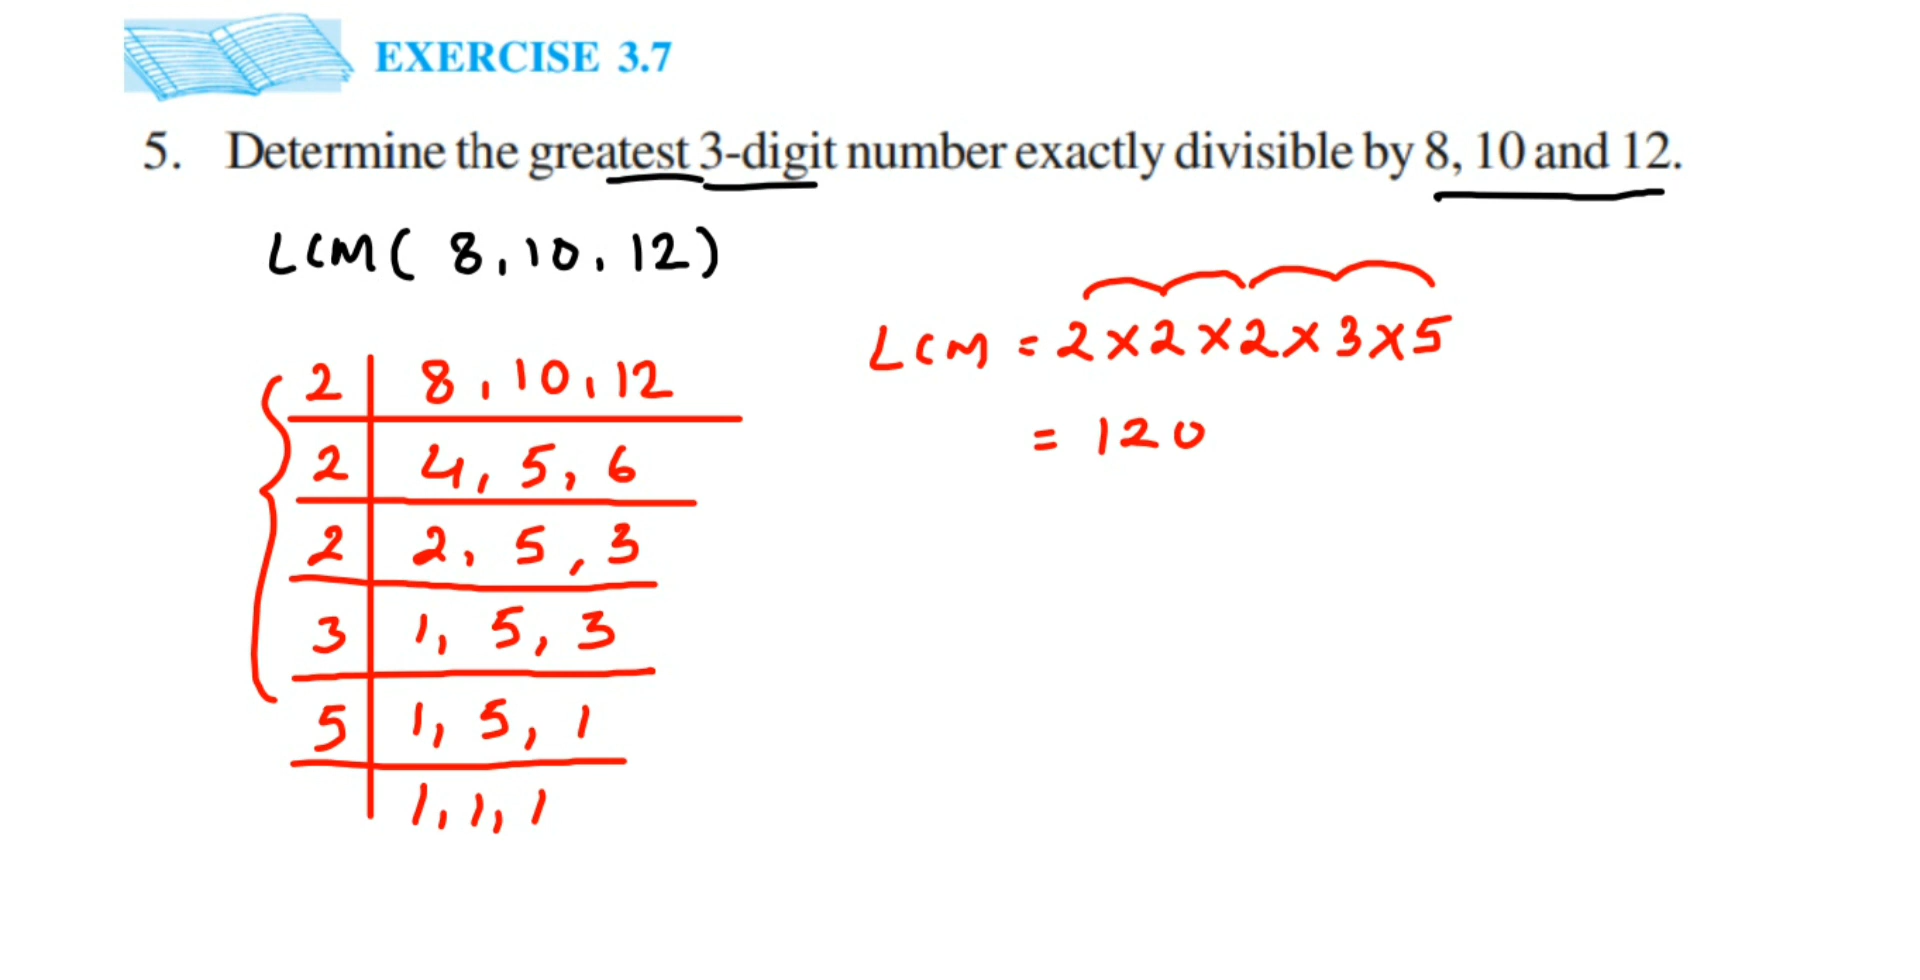 EXERCISE 3.7
5. Determine the greatest 3-digit number exactly divisible by 8, 10 and 12.
LCM ( 8, 10, 12)
2 | 8, 10, 12
2 | 4, 5, 6
2 | 2, 5, 3
3 | 1, 5, 3
5 | 1, 5, 1
1, 1, 1
LCM = 2 × 2 × 2 × 3 × 5
= 120